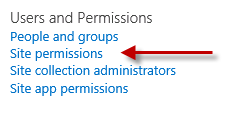 Users and Permissions
People and groups
Site permissions
Site collection administrators
Site app permissions